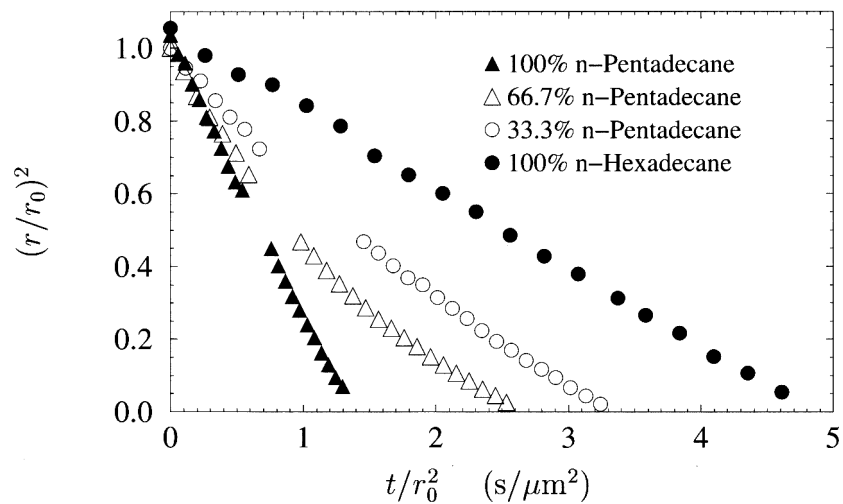 1.0
0.8
0.6
0.4
0.2
0.0
(r/r₀)²
▲ 100% n−Pentadecane
△ 66.7% n−Pentadecane
○ 33.3% n−Pentadecane
● 100% n−Hexadecane
0 1 2 3 4 5
t/r₀² (s/μm²)